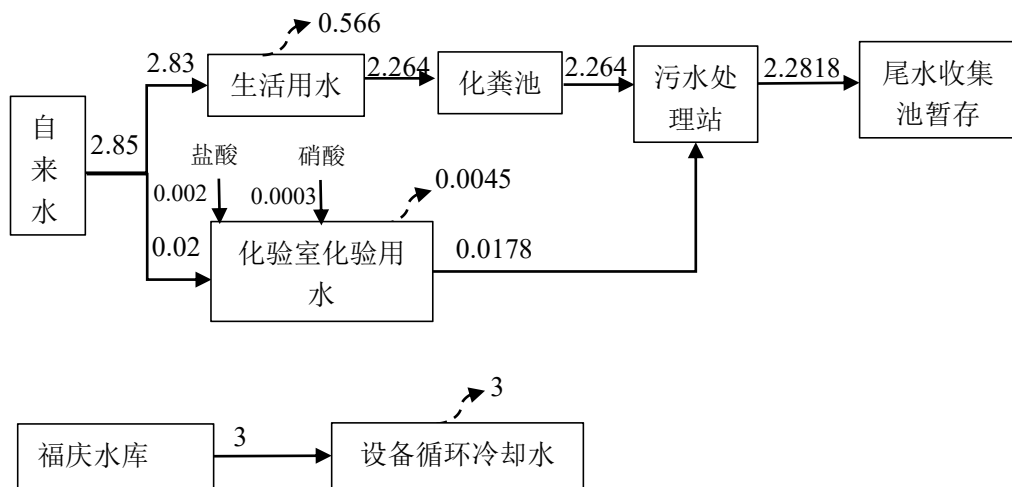 0.566
2.83
生活用水
2.264
化粪池
2.264
污水处
理站
2.2818
尾水收集
池暂存
自
来
水
2.85
盐酸
硝酸
0.002
0.0003
0.0045
0.02
化验室化验用
水
0.0178
3
福庆水库
3
设备循环冷却水